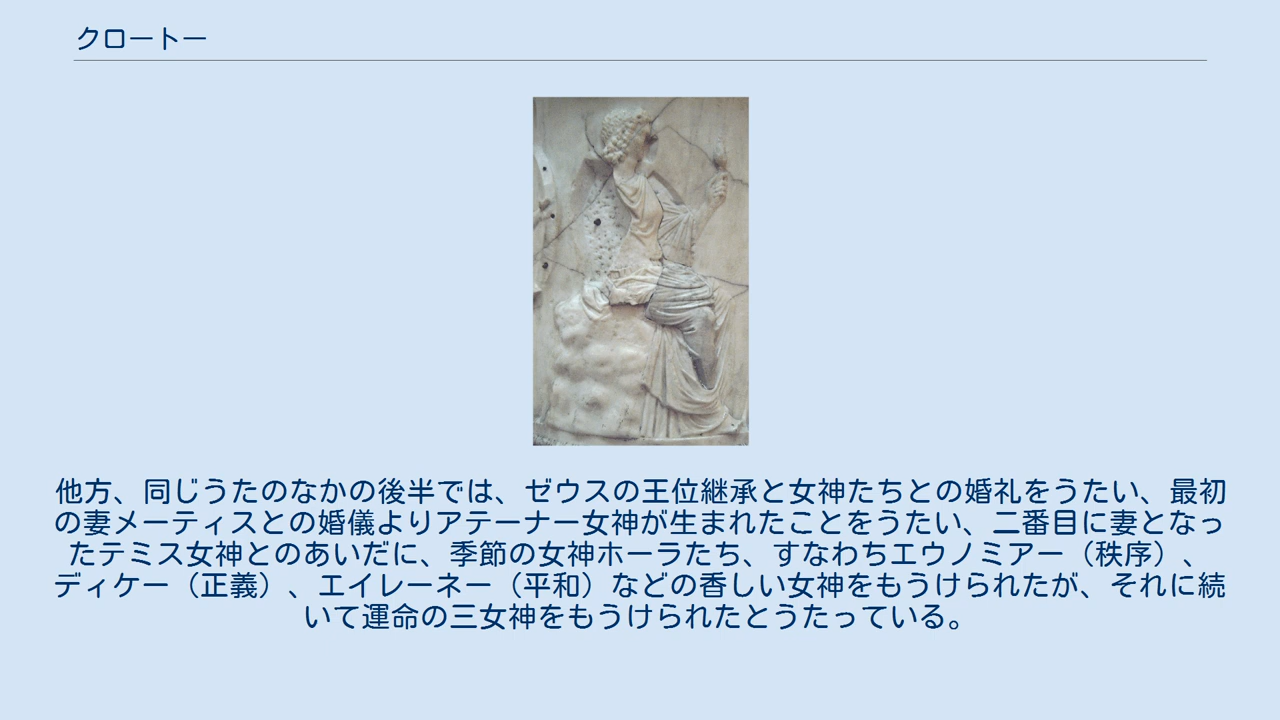 クロートー
他方、同じうたのなかの後半では、ゼウスの王位継承と女神たちとの婚礼をうたい、最初
の妻メーティスとの婚儀よりアテーナー女神が生まれたことをうたい、二番目に妻となっ
たテミス女神とのあいだに、季節の女神ホーラたち、すなわちエウノミアー（秩序）、
ディケー（正義）、エイレーネー（平和）などの香しい女神をもうけられたが、それに続
いて運命の三女神をもうけられたとうたっている。